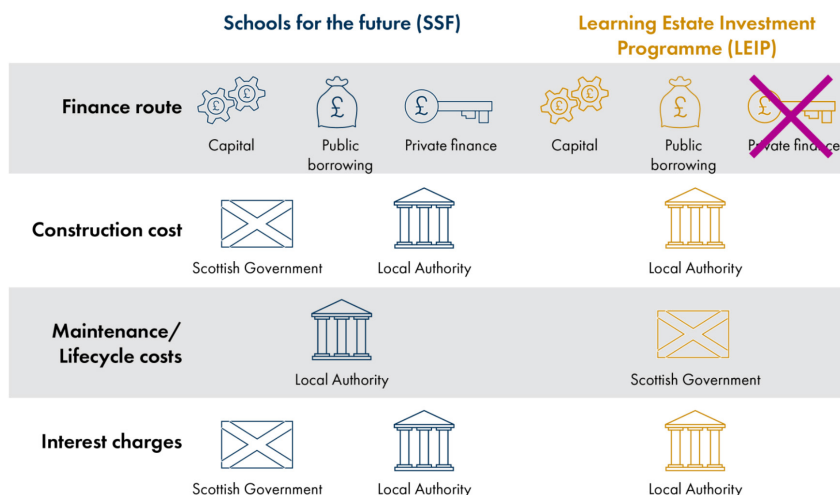 Schools for the future (SSF)
Learning Estate Investment
Programme (LEIP)
Finance route
£ £
£
£
£ £
£
£
Capital
Public
borrowing
Private finance
Capital
Public
borrowing
Private finance
Construction cost
Scottish Government
Local Authority
Local Authority
Maintenance/
Lifecycle costs
Local Authority
Scottish Government
Interest charges
Scottish Government
Local Authority
Local Authority